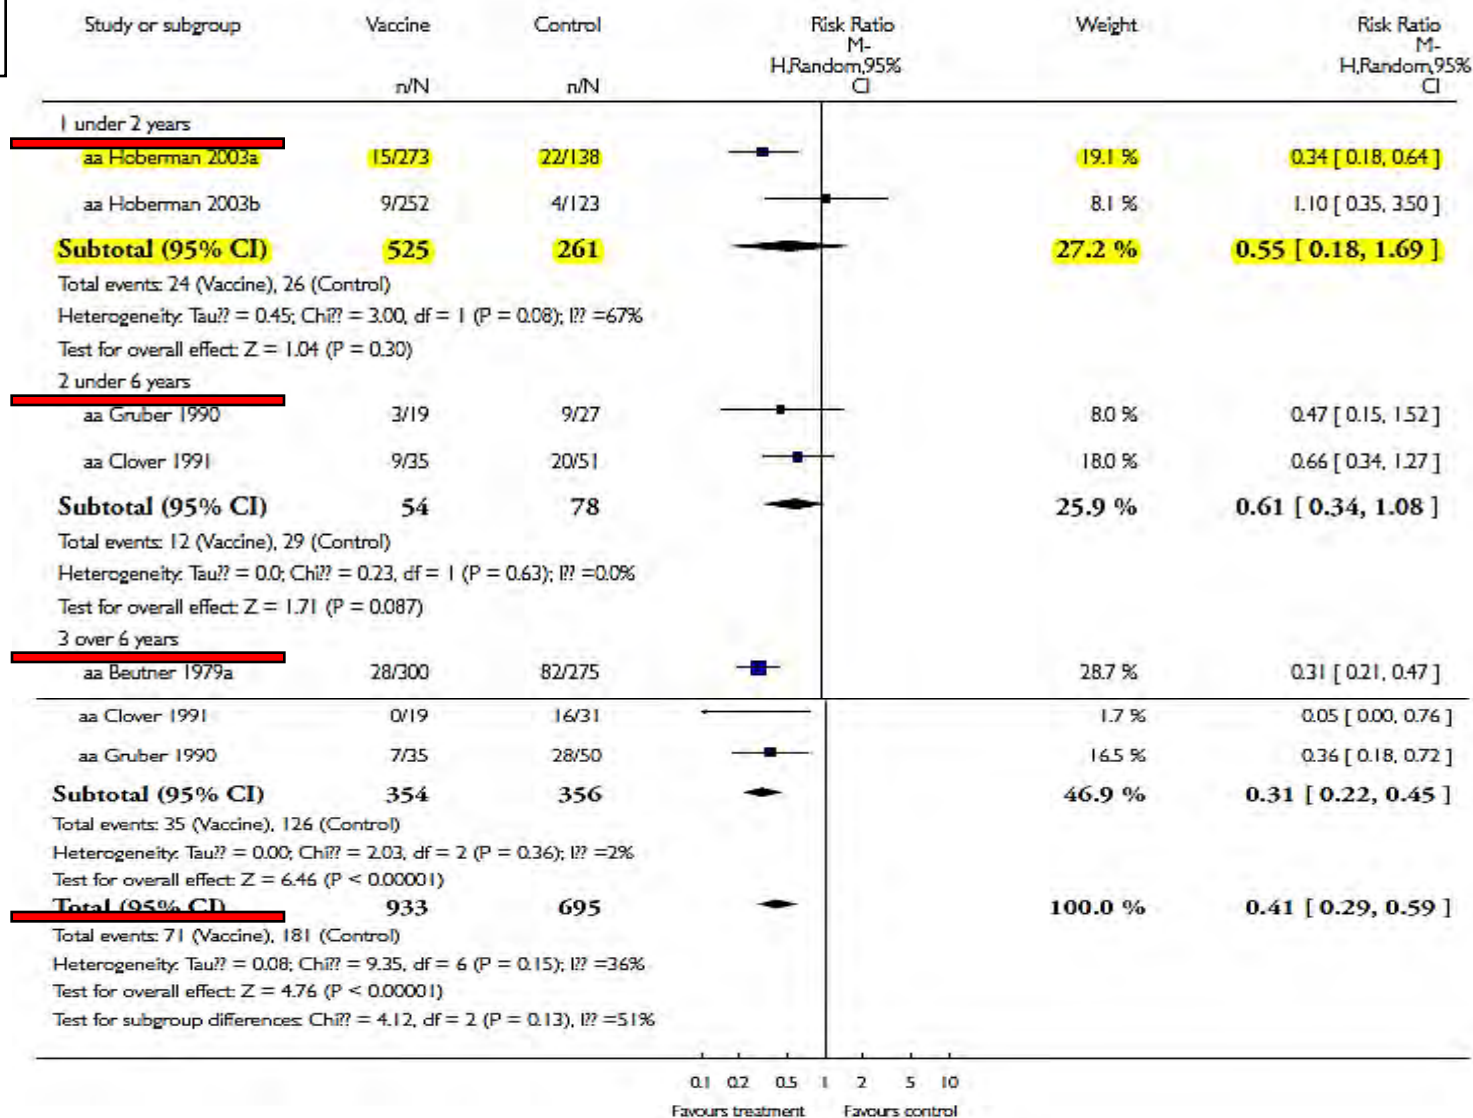 Study or subgroup Vaccine Control Risk Ratio Weight Risk Ratio
M- M-
n/N n/N H,Random,95% CI H,Random,95% CI
1 under 2 years
aa Hoberman 2003a 15/273 22/138 19.1 % 0.34 [ 0.18, 0.64 ]
aa Hoberman 2003b 9/252 4/123 8.1 % 1.10 [ 0.35, 3.50 ]
Subtotal (95% CI) 525 261 27.2 % 0.55 [ 0.18, 1.69 ]
Total events: 24 (Vaccine), 26 (Control)
Heterogeneity: Tau?? = 0.45; Chi?? = 3.00, df = 1 (P = 0.08); I?? =67%
Test for overall effect: Z = 1.04 (P = 0.30)
2 under 6 years
aa Gruber 1990 3/19 9/27 8.0 % 0.47 [ 0.15, 1.52 ]
aa Clover 1991 9/35 20/51 18.0 % 0.66 [ 0.34, 1.27 ]
Subtotal (95% CI) 54 78 25.9 % 0.61 [ 0.34, 1.08 ]
Total events: 12 (Vaccine), 29 (Control)
Heterogeneity: Tau?? = 0.0; Chi?? = 0.23, df = 1 (P = 0.63); I?? =0.0%
Test for overall effect: Z = 1.71 (P = 0.087)
3 over 6 years
aa Beutner 1979a 28/300 82/275 28.7 % 0.31 [ 0.21, 0.47 ]
aa Clover 1991 0/19 16/31 1.7 % 0.05 [ 0.00, 0.76 ]
aa Gruber 1990 7/35 28/50 16.5 % 0.36 [ 0.18, 0.72 ]
Subtotal (95% CI) 354 356 46.9 % 0.31 [ 0.22, 0.45 ]
Total events: 35 (Vaccine), 126 (Control)
Heterogeneity: Tau?? = 0.00; Chi?? = 2.03, df = 2 (P = 0.36); I?? =2%
Test for overall effect: Z = 6.46 (P < 0.00001)
Total (95% CI) 933 695 100.0 % 0.41 [ 0.29, 0.59 ]
Total events: 71 (Vaccine), 181 (Control)
Heterogeneity: Tau?? = 0.08; Chi?? = 9.35, df = 6 (P = 0.15); I?? =36%
Test for overall effect: Z = 4.76 (P < 0.00001)
Test for subgroup differences: Chi?? = 4.12, df = 2 (P = 0.13), I?? =51%
0.1 0.2 0.5 1 2 5 10
Favours treatment Favours control